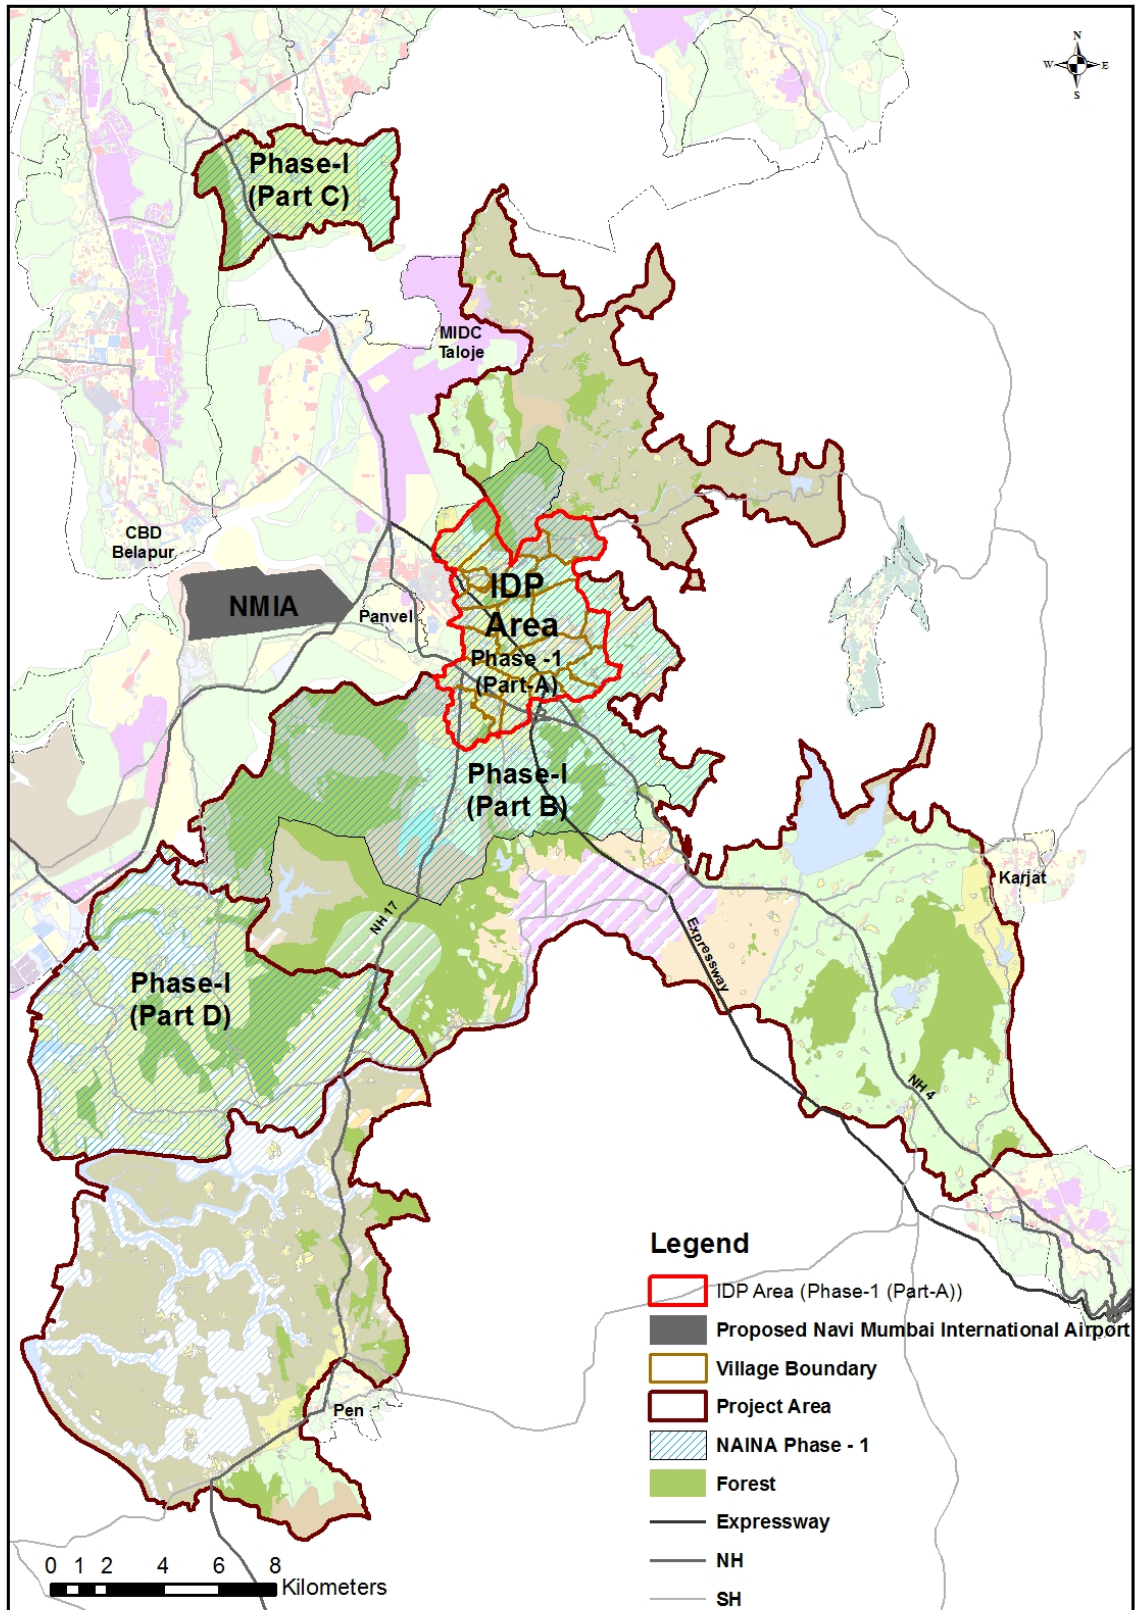 N
W E
S
Phase-I
(Part C)
MIDC
Taloje
CBD
Belapur
NMIA
Panvel
IDP
Area
Phase -1
(Part-A)
Phase-I
(Part B)
Karjat
NH 17
Expressway
Phase-I
(Part D)
NH 4
Pen
Legend
IDP Area (Phase-1 (Part-A))
Proposed Navi Mumbai International Airport
Village Boundary
Project Area
NAINA Phase - 1
Forest
Expressway
NH
SH
0 1 2 4 6 8
Kilometers